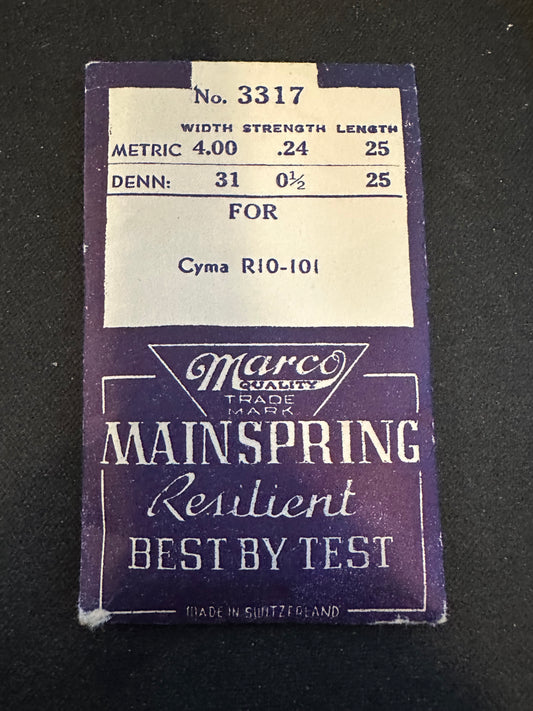 No. 3317
WIDTH STRENGTH LENGTH
METRIC 4.00 .24 25
DENN: 31 0½ 25
FOR
Cyma R10-101
Marco
QUALITY
TRADE
MARK
MAINSPRING
Resilient
BEST BY TEST
MADE IN SWITZERLAND